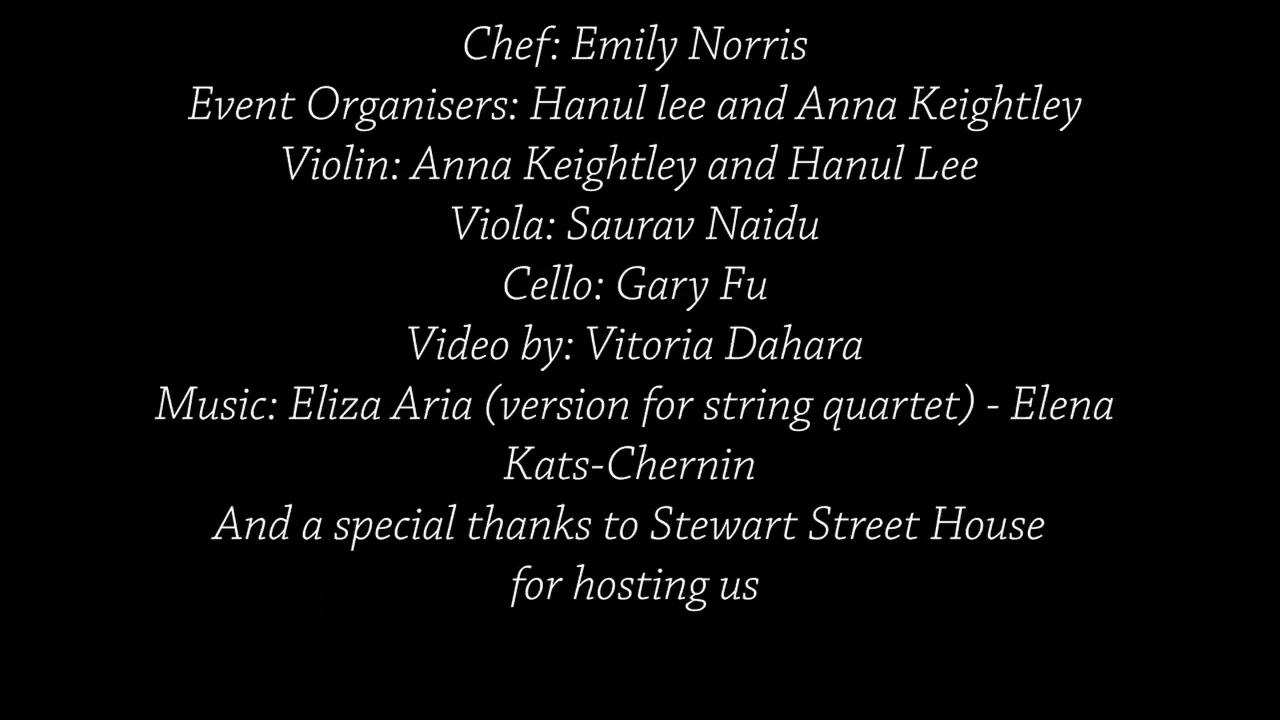 Chef: Emily Norris
Event Organisers: Hanul lee and Anna Keightley
Violin: Anna Keightley and Hanul Lee
Viola: Saurav Naidu
Cello: Gary Fu
Video by: Vitoria Dahara
Music: Eliza Aria (version for string quartet) - Elena
Kats-Chernin
And a special thanks to Stewart Street House
for hosting us